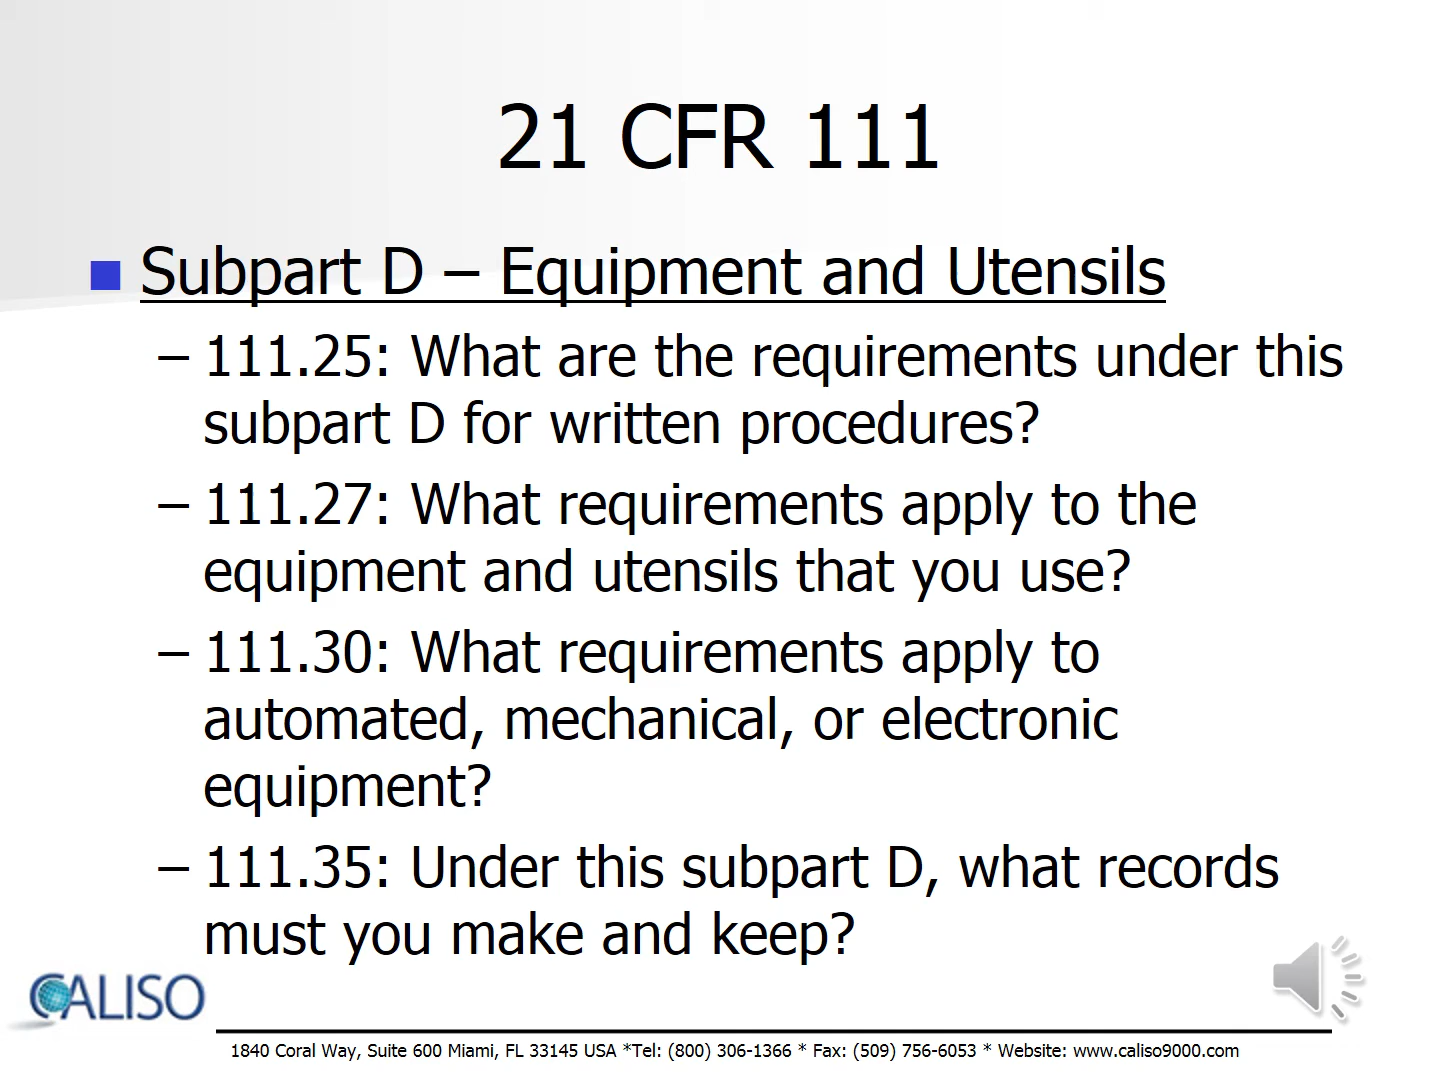 21 CFR 111
Subpart D – Equipment and Utensils
– 111.25: What are the requirements under this
subpart D for written procedures?
– 111.27: What requirements apply to the
equipment and utensils that you use?
– 111.30: What requirements apply to
automated, mechanical, or electronic
equipment?
– 111.35: Under this subpart D, what records
must you make and keep?
CALISO
1840 Coral Way, Suite 600 Miami, FL 33145 USA *Tel: (800) 306-1366 * Fax: (509) 756-6053 * Website: www.caliso9000.com